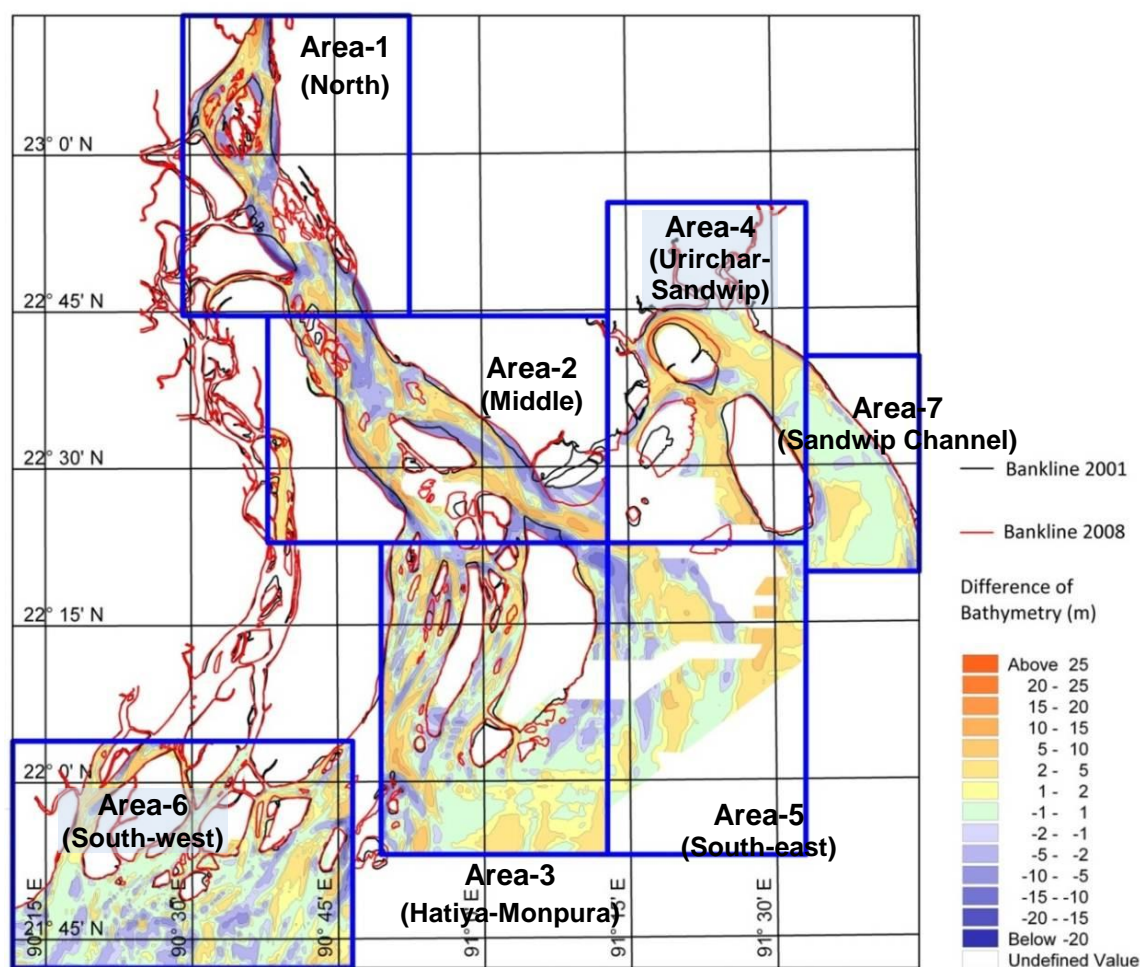 Area-1
(North)
23° 0' N
Area-4
(Urirchar-
Sandwip)
22° 45' N
Area-2
(Middle)
Area-7
(Sandwip Channel)
22° 30' N
Bankline 2001
Bankline 2008
22° 15' N
Difference of
Bathymetry (m)
Above 25
20 - 25
15 - 20
10 - 15
5 - 10
2 - 5
1 - 2
-1 - 1
-2 - -1
-5 - -2
-10 - -5
-15 - -10
-20 - -15
Below -20
Undefined Value
22° 0' N
Area-6
(South-west)
Area-5
(South-east)
Area-3
(Hatiya-Monpura)
21° 45' N
90° 15' E
90° 30' E
90° 45' E
91° 15' E
91° 30' E